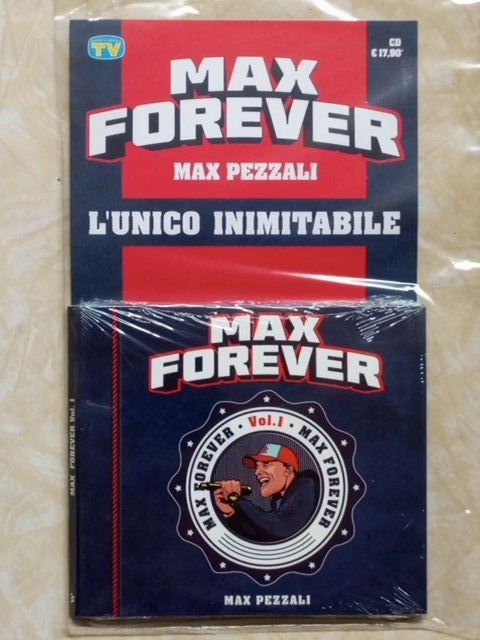 TV
CD
€ 17,90*
MAX
FOREVER
MAX PEZZALI
L'UNICO INIMITABILE
MAX
FOREVER
MAX FOREVER • Vol.1 • MAX FOREVER
MAX PEZZALI
MAX FOREVER Vol. 1